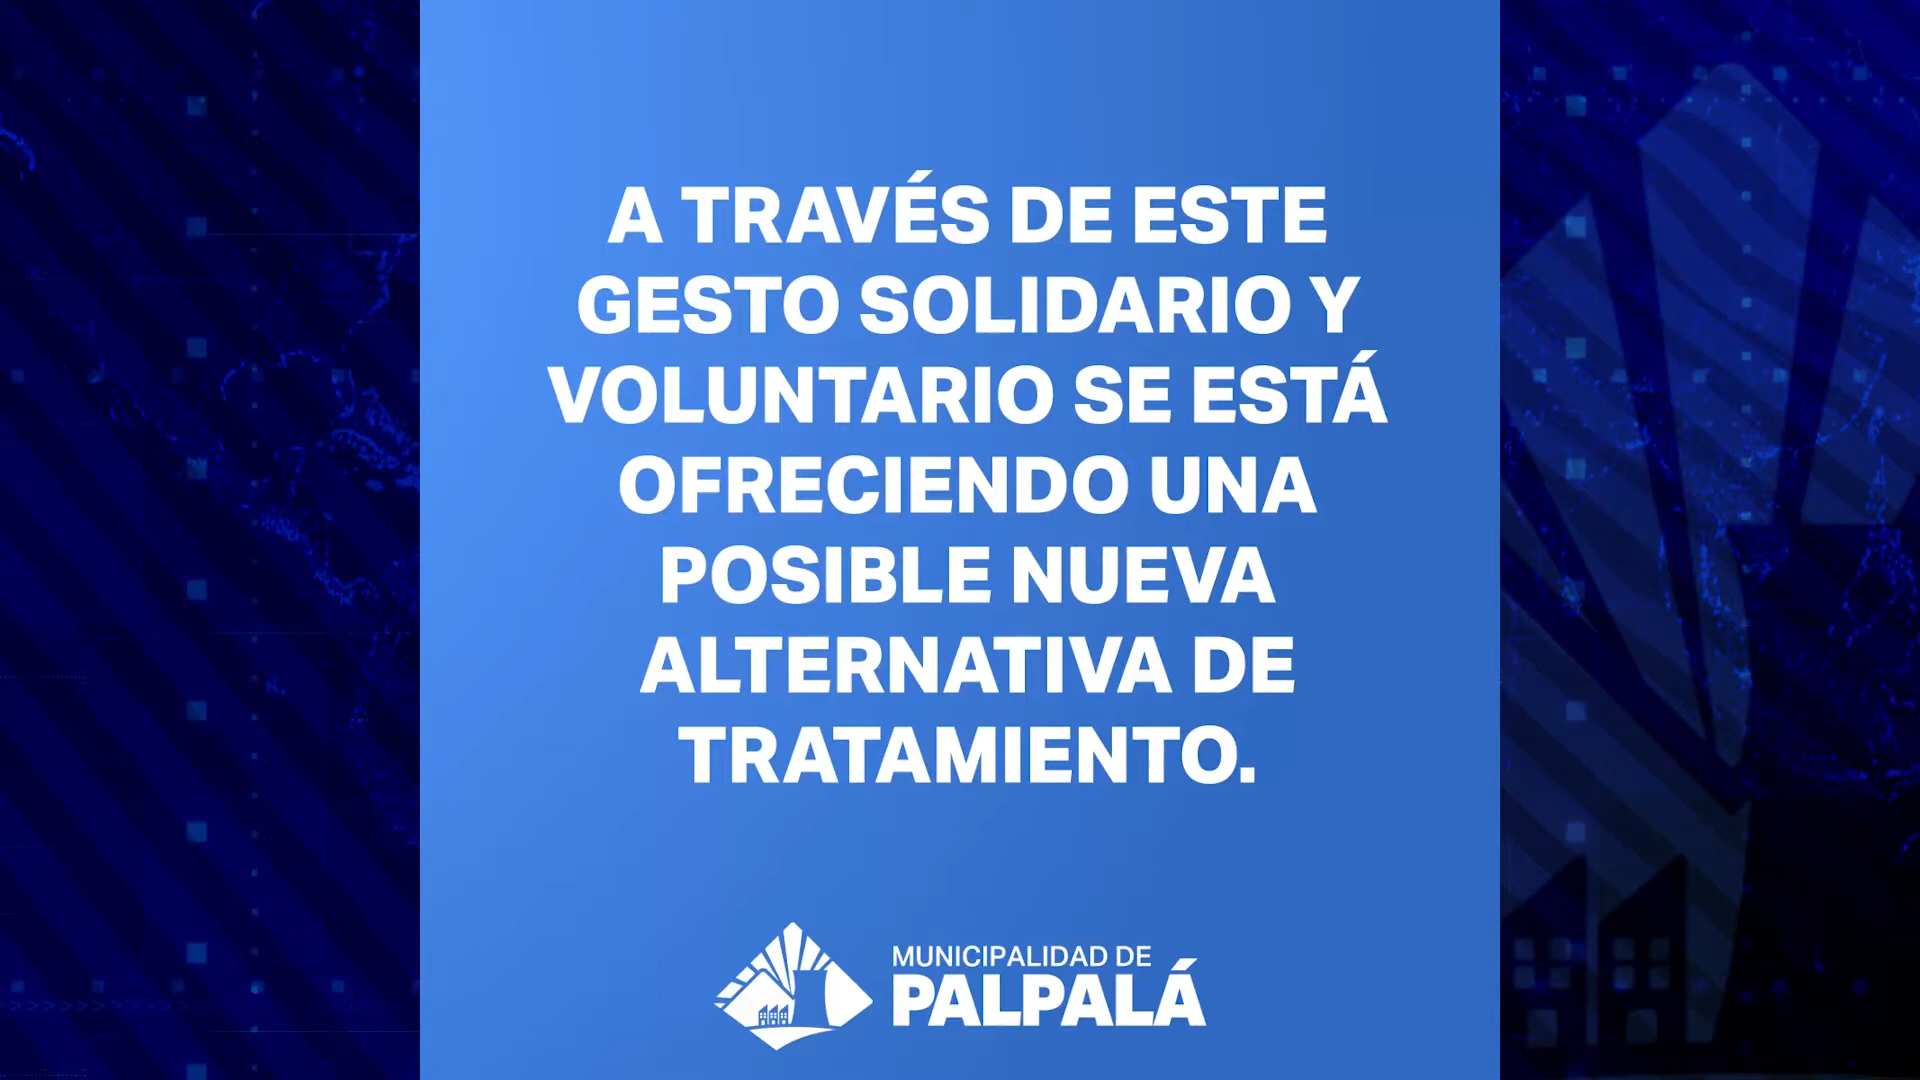 A TRAVÉS DE ESTE
GESTO SOLIDARIO Y
VOLUNTARIO SE ESTÁ
OFRECIENDO UNA
POSIBLE NUEVA
ALTERNATIVA DE
TRATAMIENTO.
MUNICIPALIDAD DE
PALPALÁ